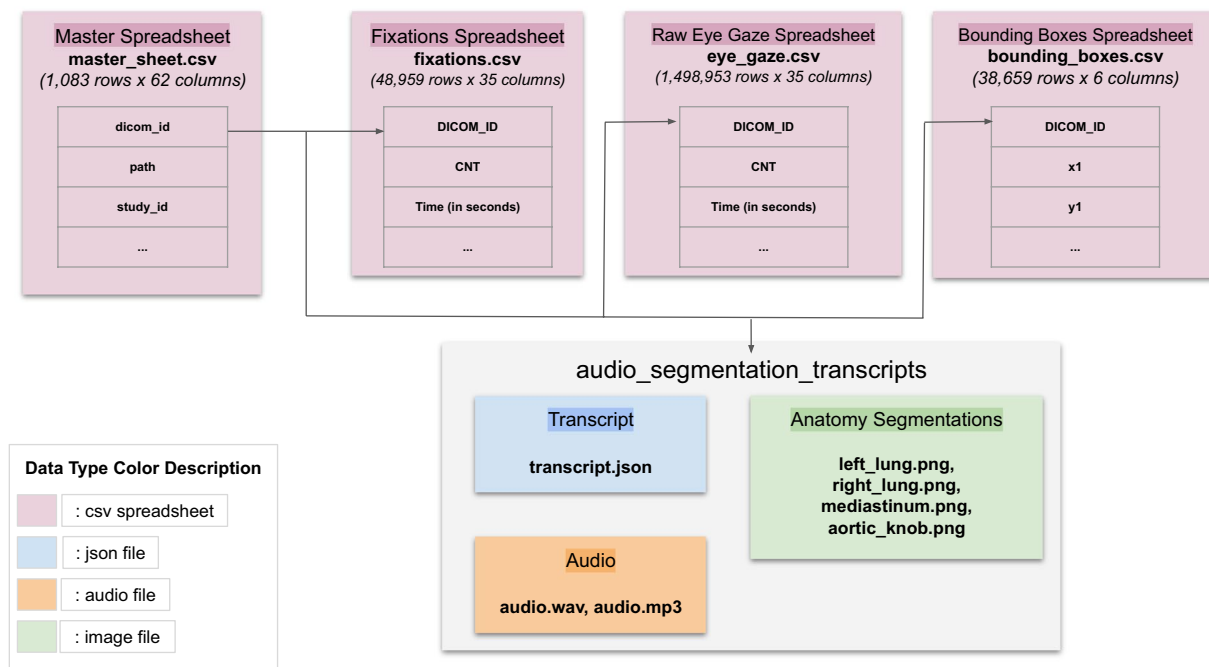 Master Spreadsheet
master_sheet.csv
(1,083 rows x 62 columns)
dicom_id
path
study_id
...
Fixations Spreadsheet
fixations.csv
(48,959 rows x 35 columns)
DICOM_ID
CNT
Time (in seconds)
...
Raw Eye Gaze Spreadsheet
eye_gaze.csv
(1,498,953 rows x 35 columns)
DICOM_ID
CNT
Time (in seconds)
...
Bounding Boxes Spreadsheet
bounding_boxes.csv
(38,659 rows x 6 columns)
DICOM_ID
x1
y1
...
audio_segmentation_transcripts
Transcript
transcript.json
Anatomy Segmentations
left_lung.png,
right_lung.png,
mediastinum.png,
aortic_knob.png
Audio
audio.wav, audio.mp3
Data Type Color Description
: csv spreadsheet
: json file
: audio file
: image file